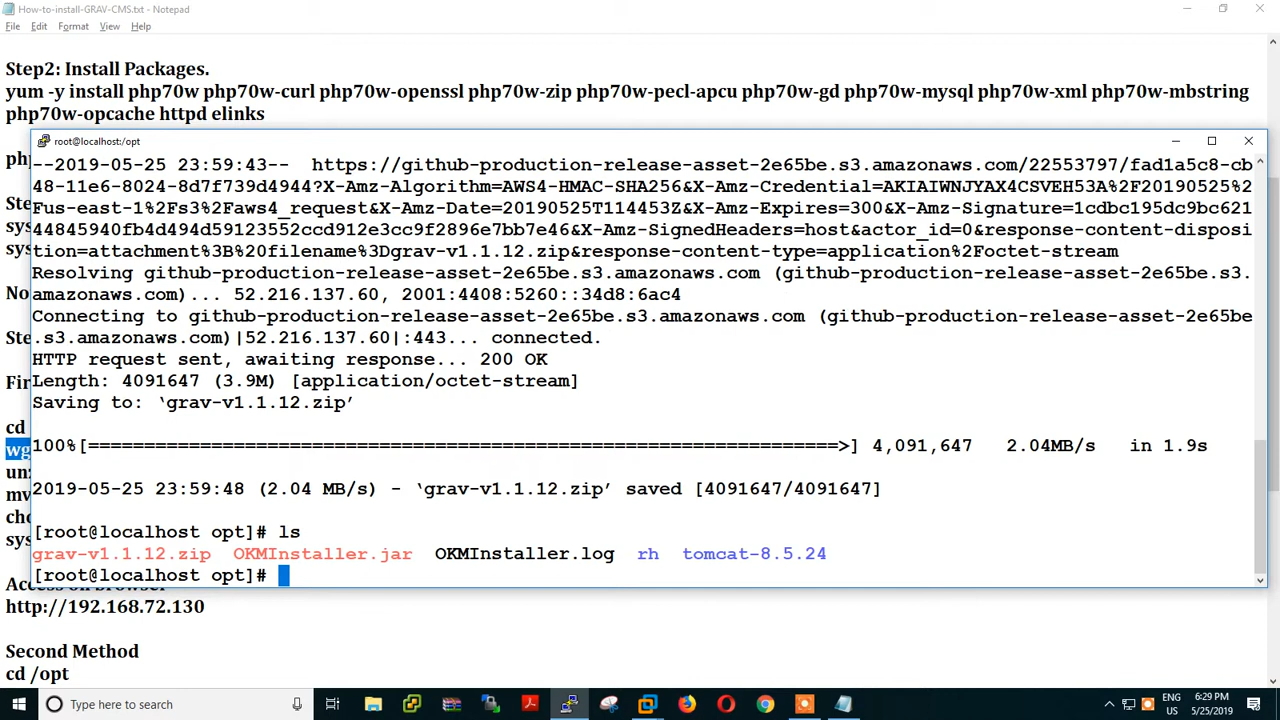 How-to-install-GRAV-CMS.txt - Notepad
File Edit Format View Help
Step2: Install Packages.
yum -y install php70w php70w-curl php70w-openssl php70w-zip php70w-pecl-apcu php70w-gd php70w-mysql php70w-xml php70w-mbstring
php70w-opcache httpd elinks
root@localhost:/opt
--2019-05-25 23:59:43-- https://github-production-release-asset-2e65be.s3.amazonaws.com/22553797/fad1a5c8-cb
48-11e6-8024-8d7f739d4944?X-Amz-Algorithm=AWS4-HMAC-SHA256&X-Amz-Credential=AKIAIWNJYAX4CSVEH53A%2F20190525%2
Fus-east-1%2Fs3%2Faws4_request&X-Amz-Date=20190525T114453Z&X-Amz-Expires=300&X-Amz-Signature=1cdbc195dc9bc621
44845940fb4d494d59123552ccd912e3cc9f2896e7bb7e46&X-Amz-SignedHeaders=host&actor_id=0&response-content-disposi
tion=attachment%3B%20filename%3Dgrav-v1.1.12.zip&response-content-type=application%2Foctet-stream
Resolving github-production-release-asset-2e65be.s3.amazonaws.com (github-production-release-asset-2e65be.s3.
amazonaws.com)... 52.216.137.60, 2001:4408:5260::34d8:6ac4
Connecting to github-production-release-asset-2e65be.s3.amazonaws.com (github-production-release-asset-2e65be
.s3.amazonaws.com)|52.216.137.60|:443... connected.
HTTP request sent, awaiting response... 200 OK
Length: 4091647 (3.9M) [application/octet-stream]
Saving to: ‘grav-v1.1.12.zip’
100%[======================================================================>] 4,091,647 2.04MB/s in 1.9s
2019-05-25 23:59:48 (2.04 MB/s) - ‘grav-v1.1.12.zip’ saved [4091647/4091647]
[root@localhost opt]# ls
grav-v1.1.12.zip OKMInstaller.jar OKMInstaller.log rh tomcat-8.5.24
[root@localhost opt]#
cd
http://192.168.72.130
Second Method
cd /opt
Type here to search
ENG
US
6:29 PM
5/25/2019